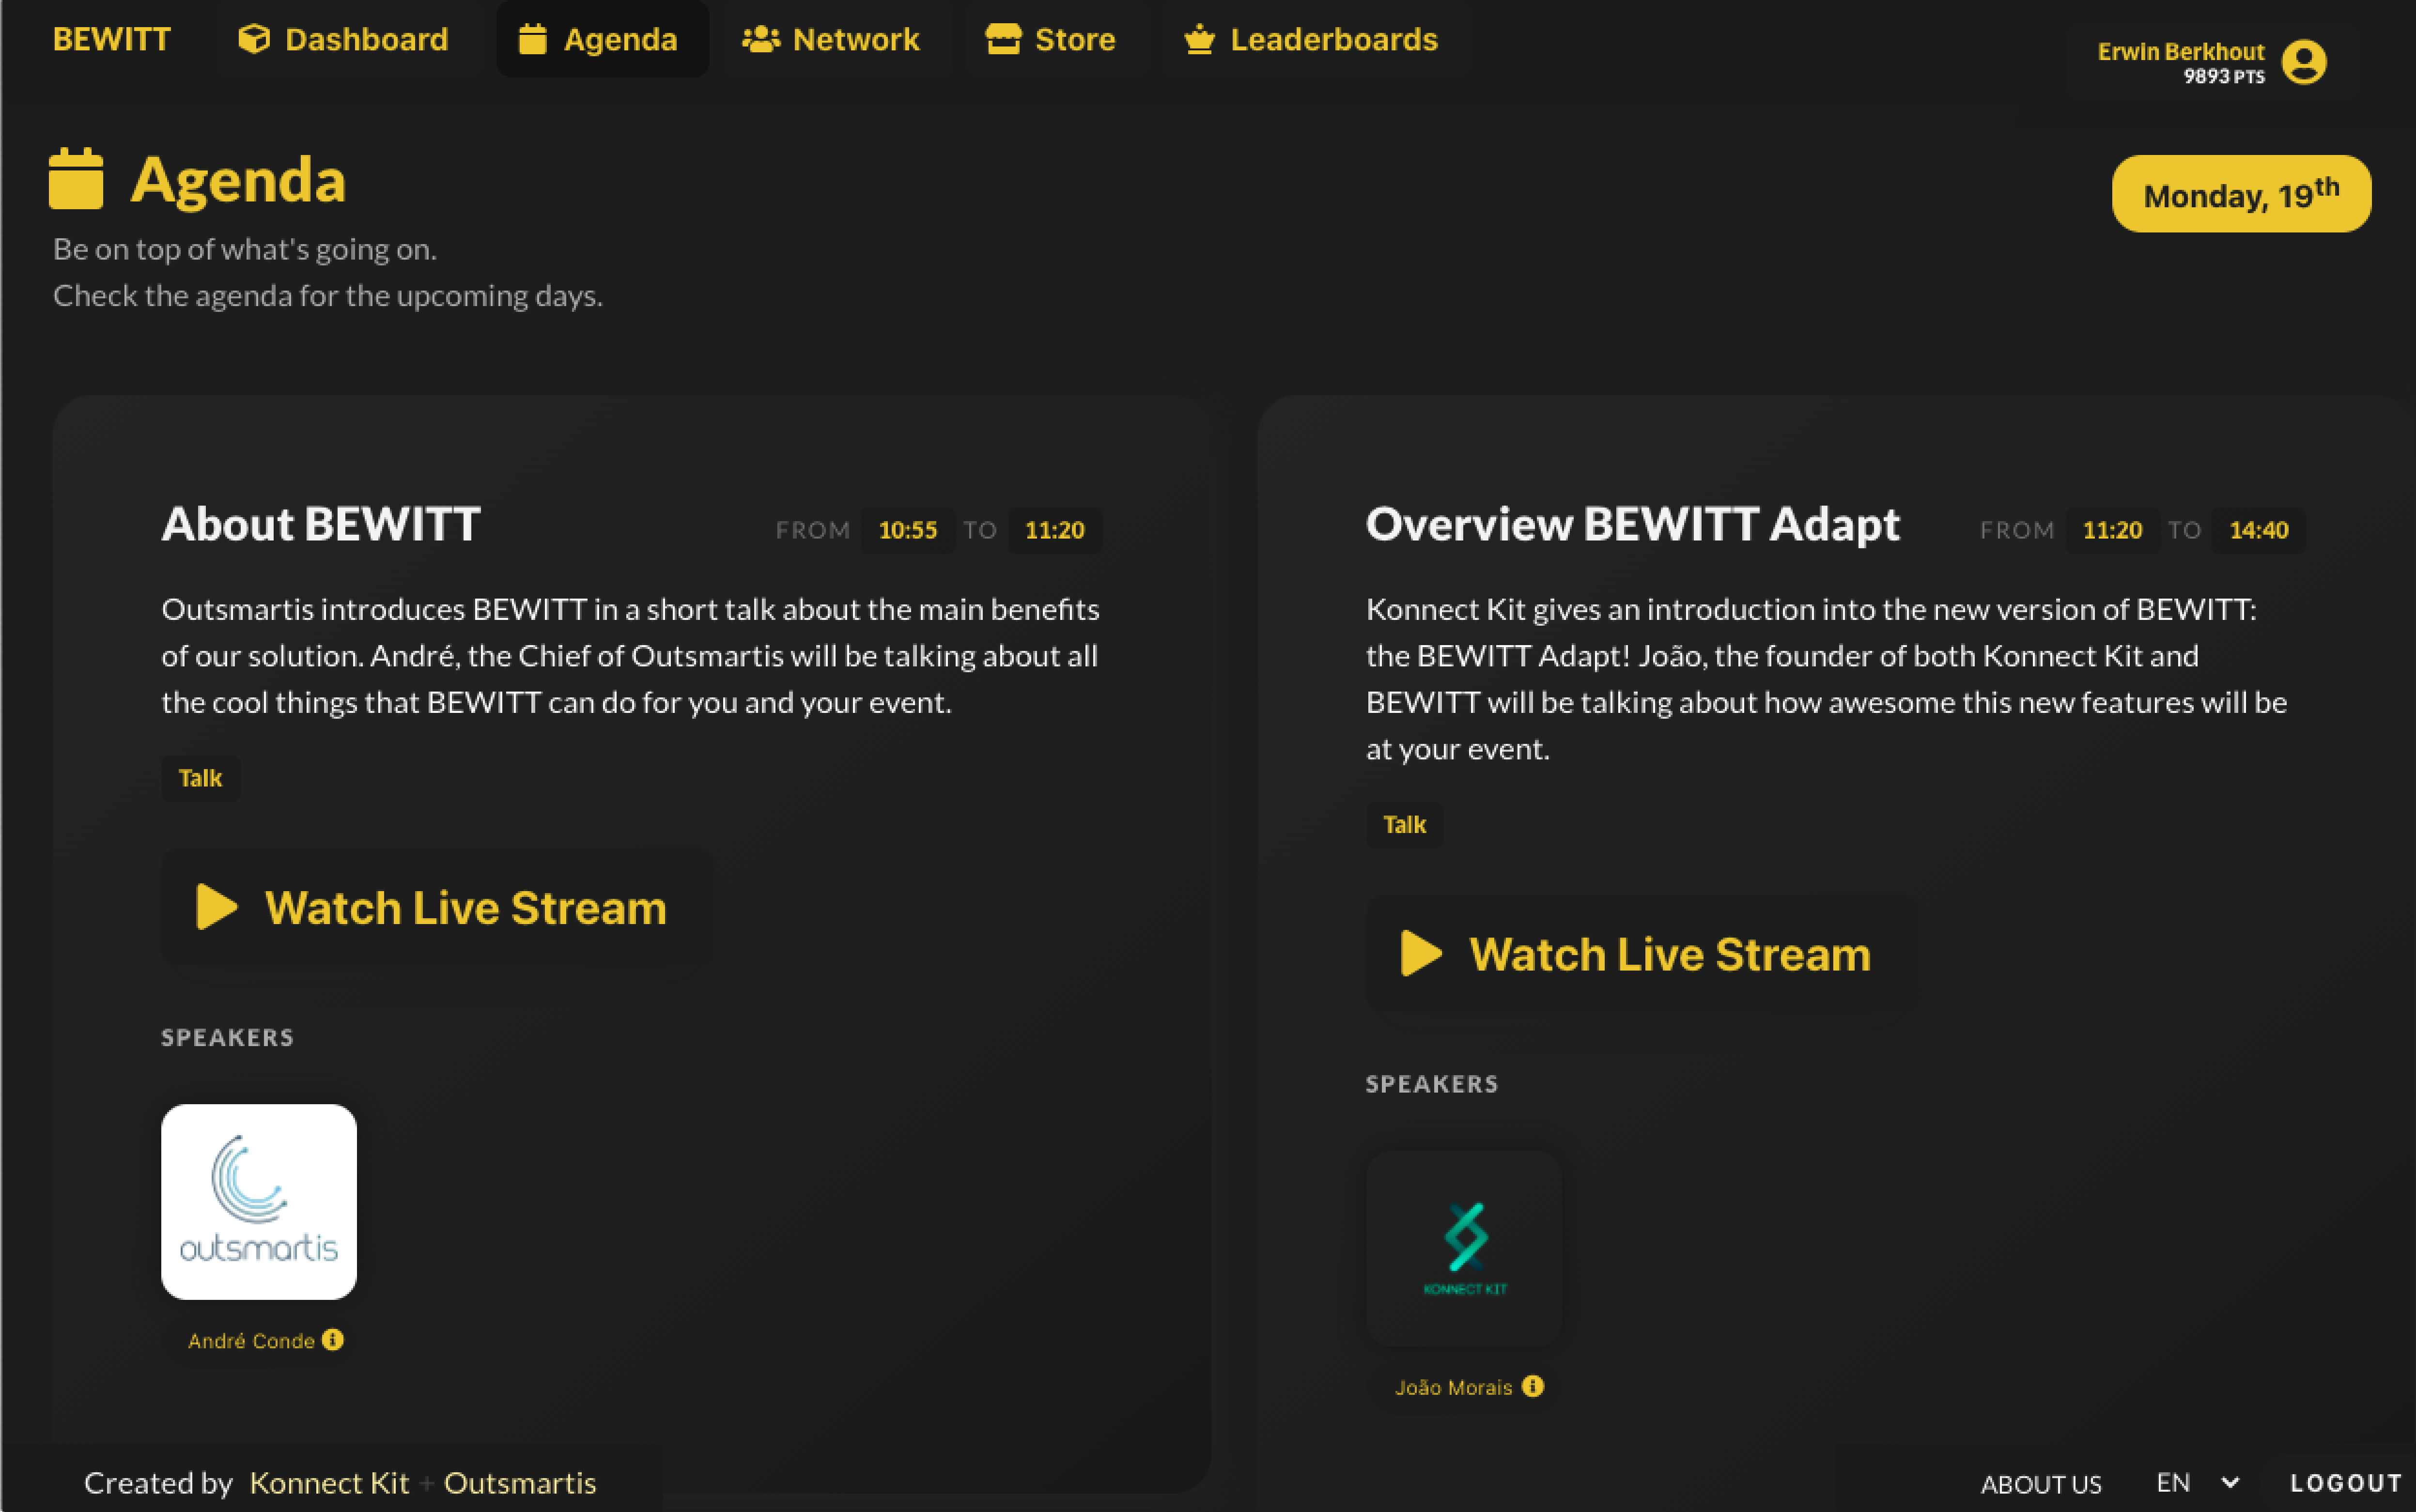 BEWITT Dashboard Agenda Network Store Leaderboards
Erwin Berkhout
9893 PTS
Agenda
Monday, 19th
Be on top of what's going on.
Check the agenda for the upcoming days.
About BEWITT
FROM 10:55 TO 11:20
Outsmartis introduces BEWITT in a short talk about the main benefits
of our solution. André, the Chief of Outsmartis will be talking about all
the cool things that BEWITT can do for you and your event.
Talk
Watch Live Stream
SPEAKERS
outsmartis
André Conde
Overview BEWITT Adapt
FROM 11:20 TO 14:40
Konnect Kit gives an introduction into the new version of BEWITT:
the BEWITT Adapt! João, the founder of both Konnect Kit and
BEWITT will be talking about how awesome this new features will be
at your event.
Talk
Watch Live Stream
SPEAKERS
KONNECT KIT
João Morais
Created by Konnect Kit + Outsmartis
ABOUT US EN LOGOUT